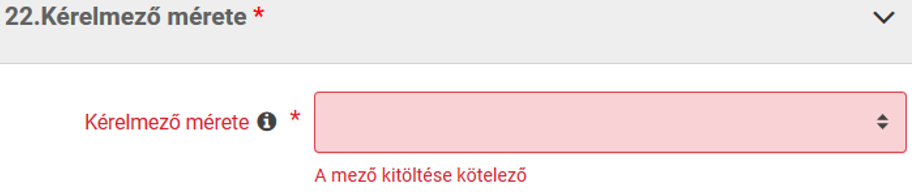 22.Kérelmező mérete *
Kérelmező mérete *
A mező kitöltése kötelező